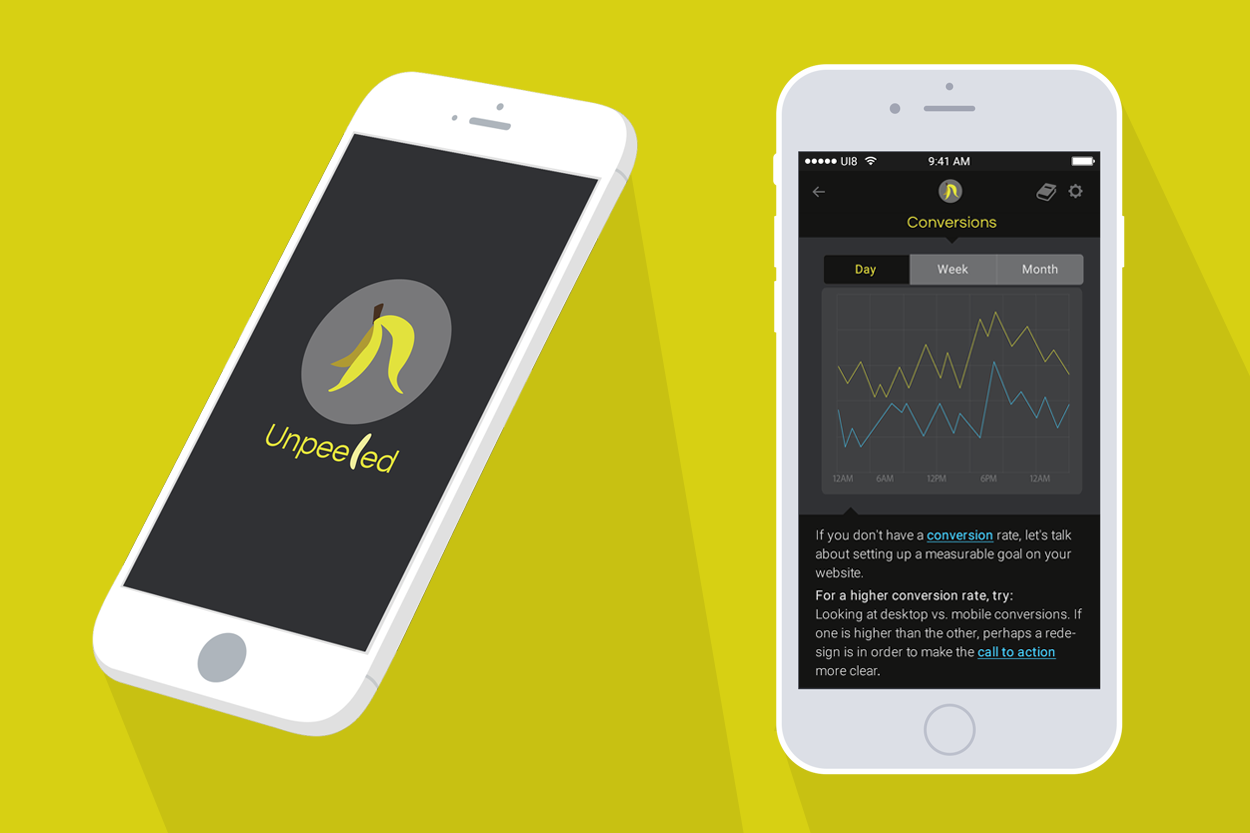 Unpeeled
UI8
9:41 AM
Conversions
Day Week Month
12AM 6AM 12PM 6PM 12AM
If you don't have a conversion rate, let's talk
about setting up a measurable goal on your
website.
For a higher conversion rate, try:
Looking at desktop vs. mobile conversions. If
one is higher than the other, perhaps a rede-
sign is in order to make the call to action
more clear.